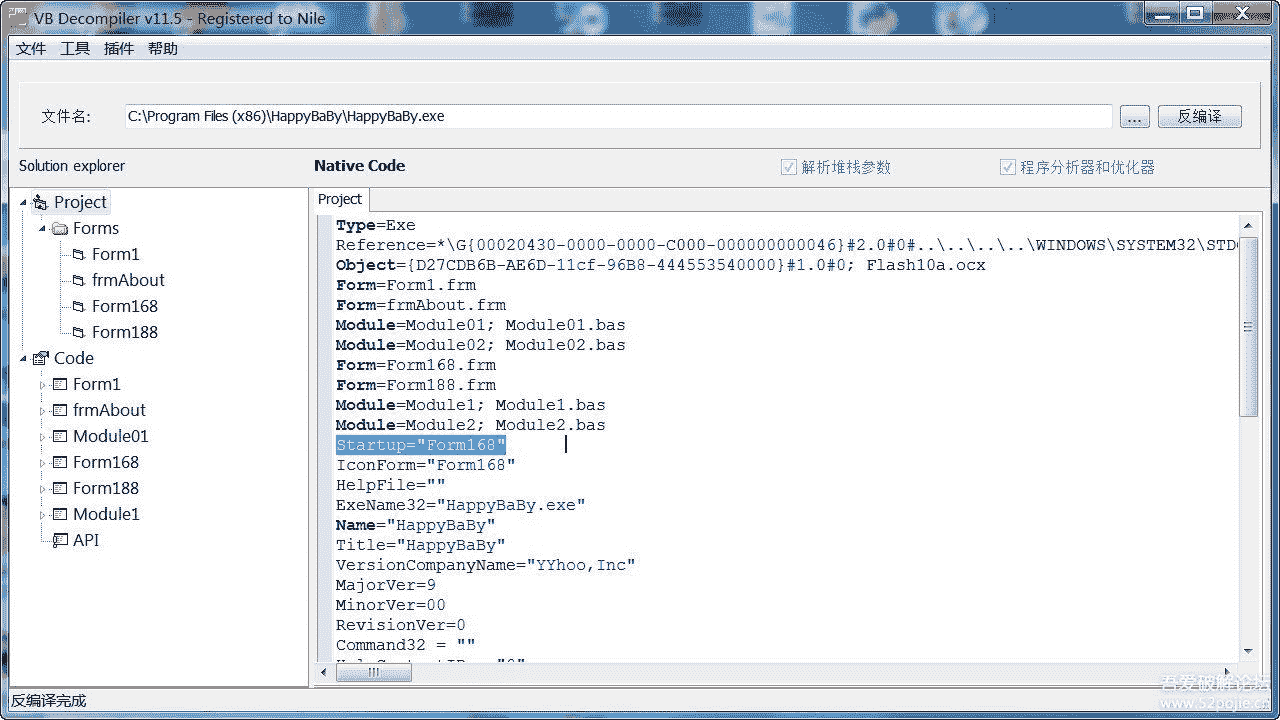 VB Decompiler v11.5 - Registered to Nile
文件 工具 插件 帮助
文件名: C:\Program Files (x86)\HappyBaBy\HappyBaBy.exe ... 反编译
Solution explorer
Native Code
解析堆栈参数
程序分析器和优化器
Project
Forms
Form1
frmAbout
Form168
Form188
Code
Form1
frmAbout
Module01
Form168
Form188
Module1
API
Project
Type=Exe
Reference=*\G{00020430-0000-0000-C000-000000000046}#2.0#0#..\..\..\..\WINDOWS\SYSTEM32\STD
Object={D27CDB6B-AE6D-11cf-96B8-444553540000}#1.0#0; Flash10a.ocx
Form=Form1.frm
Form=frmAbout.frm
Module=Module01; Module01.bas
Module=Module02; Module02.bas
Form=Form168.frm
Form=Form188.frm
Module=Module1; Module1.bas
Module=Module2; Module2.bas
Startup="Form168"
IconForm="Form168"
HelpFile=""
ExeName32="HappyBaBy.exe"
Name="HappyBaBy"
Title="HappyBaBy"
VersionCompanyName="YYhoo,Inc"
MajorVer=9
MinorVer=00
RevisionVer=0
Command32 = ""
反编译完成
吾爱破解论坛
www.52pojie.cn